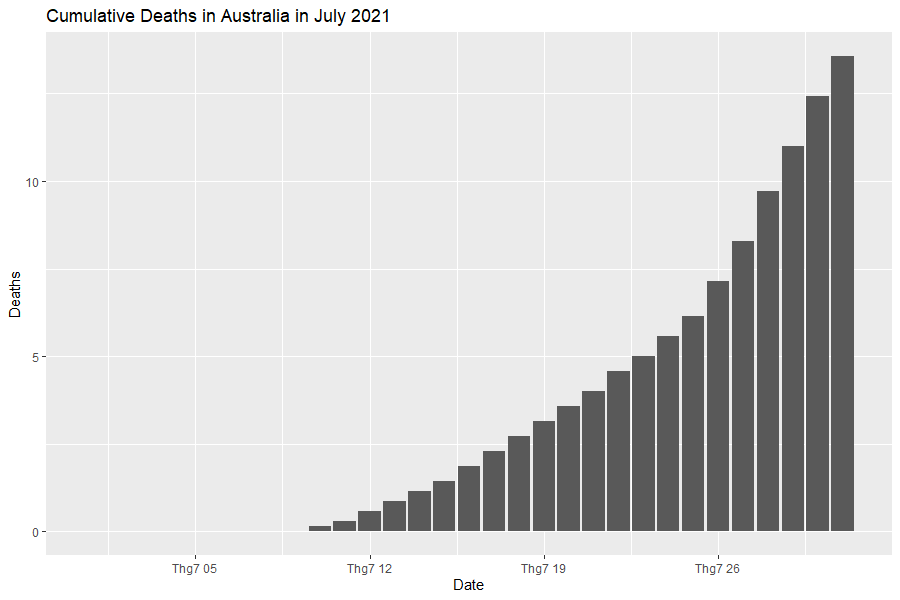 Cumulative Deaths in Australia in July 2021
Deaths
10
5
0
Thg7 05
Thg7 12
Thg7 19
Thg7 26
Date